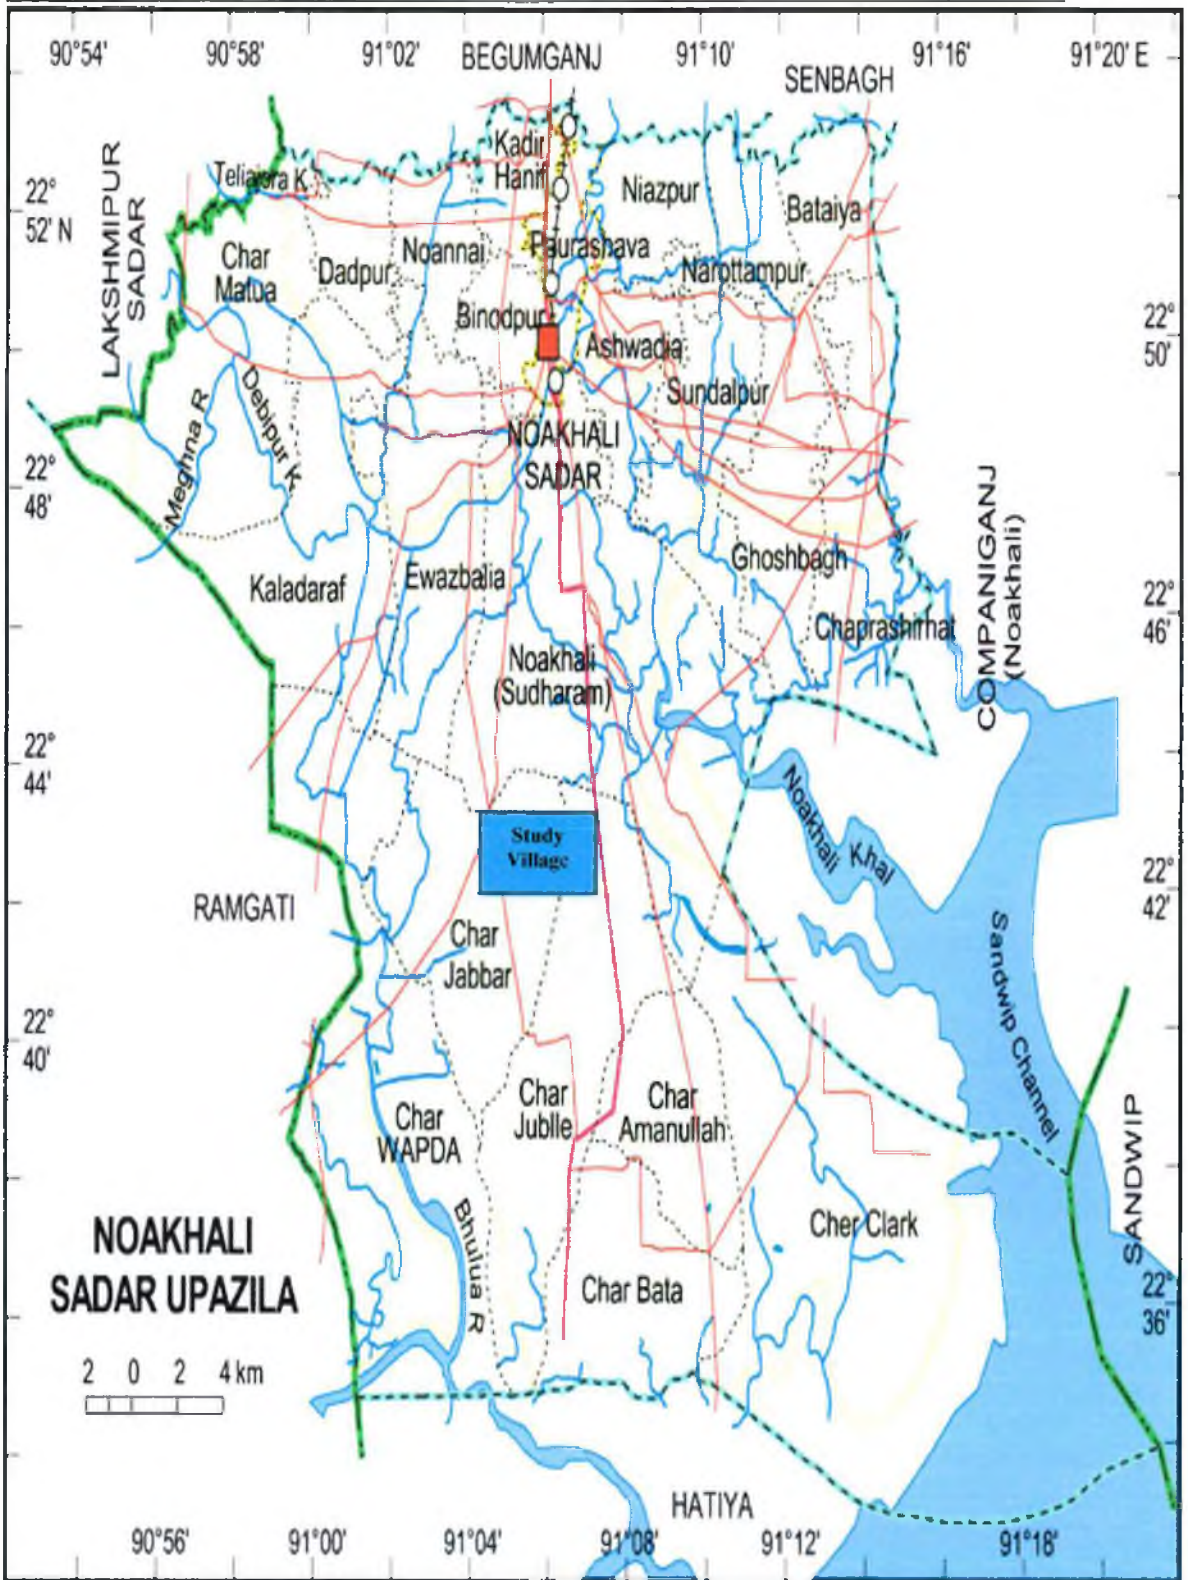 90°54'
90°58'
91°02'
BEGUMGANJ
91°10'
91°16'
91°20' E
SENBAGH
LAKSHMIPUR
SADAR
22°
52' N
Teliajora K
Kadir
Hanif
Niazpur
Bataiya
Char
Matua
Dadpur
Noannai
Paurashava
Narottampur
Binodpur
Ashwadia
Sundalpur
22°
50'
Meghna R
Debipur K
NOAKHALI
SADAR
22°
48'
COMPANIGANJ
(Noakhali)
Kaladaraf
Ewazbalia
Ghoshbagh
Chaprashirhat
22°
46'
Noakhali
(Sudharam)
22°
44'
Noakhali Khal
Study
Village
RAMGATI
22°
42'
Char
Jabbar
Sandwip Channel
22°
40'
Char
WAPDA
Char
Jublle
Char
Amanullah
SANDWIP
Bhulua R
Cher Clark
Char Bata
NOAKHALI
SADAR UPAZILA
22°
36'
2 0 2 4 km
HATIYA
90°56'
91°00'
91°04'
91°08'
91°12'
91°18'